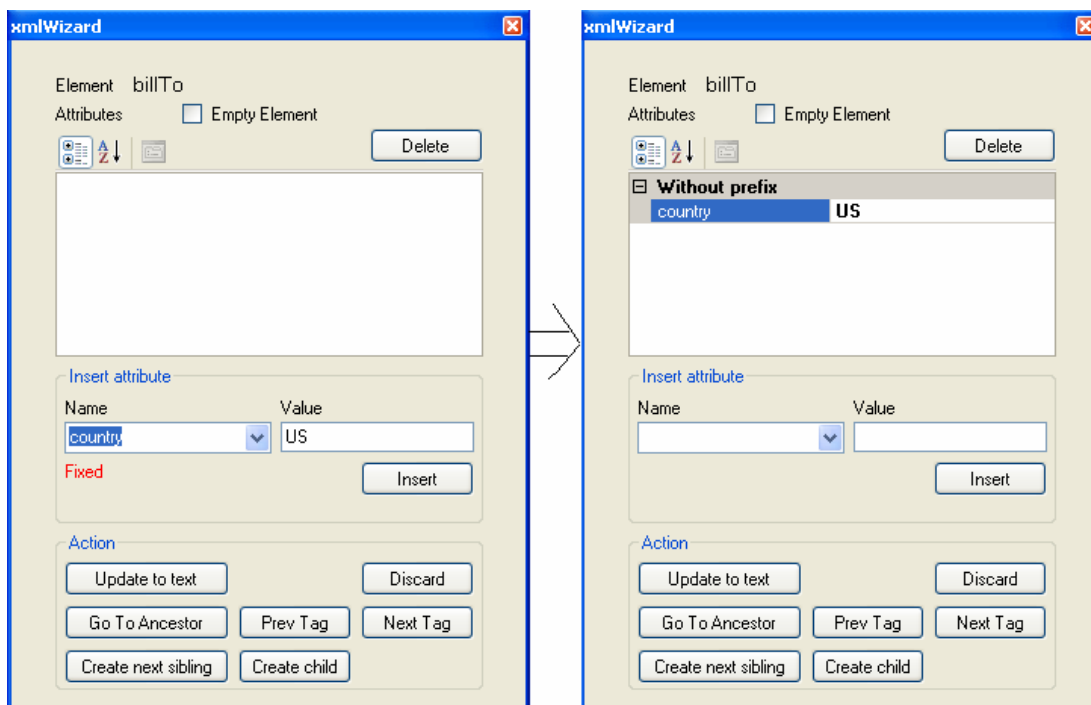 xmlWizard
Element billTo
Attributes Empty Element
Delete
Insert attribute
Name Value
country US
Fixed Insert
Action
Update to text Discard
Go To Ancestor Prev Tag Next Tag
Create next sibling Create child
xmlWizard
Element billTo
Attributes Empty Element
Delete
Without prefix
country US
Insert attribute
Name Value
Insert
Action
Update to text Discard
Go To Ancestor Prev Tag Next Tag
Create next sibling Create child